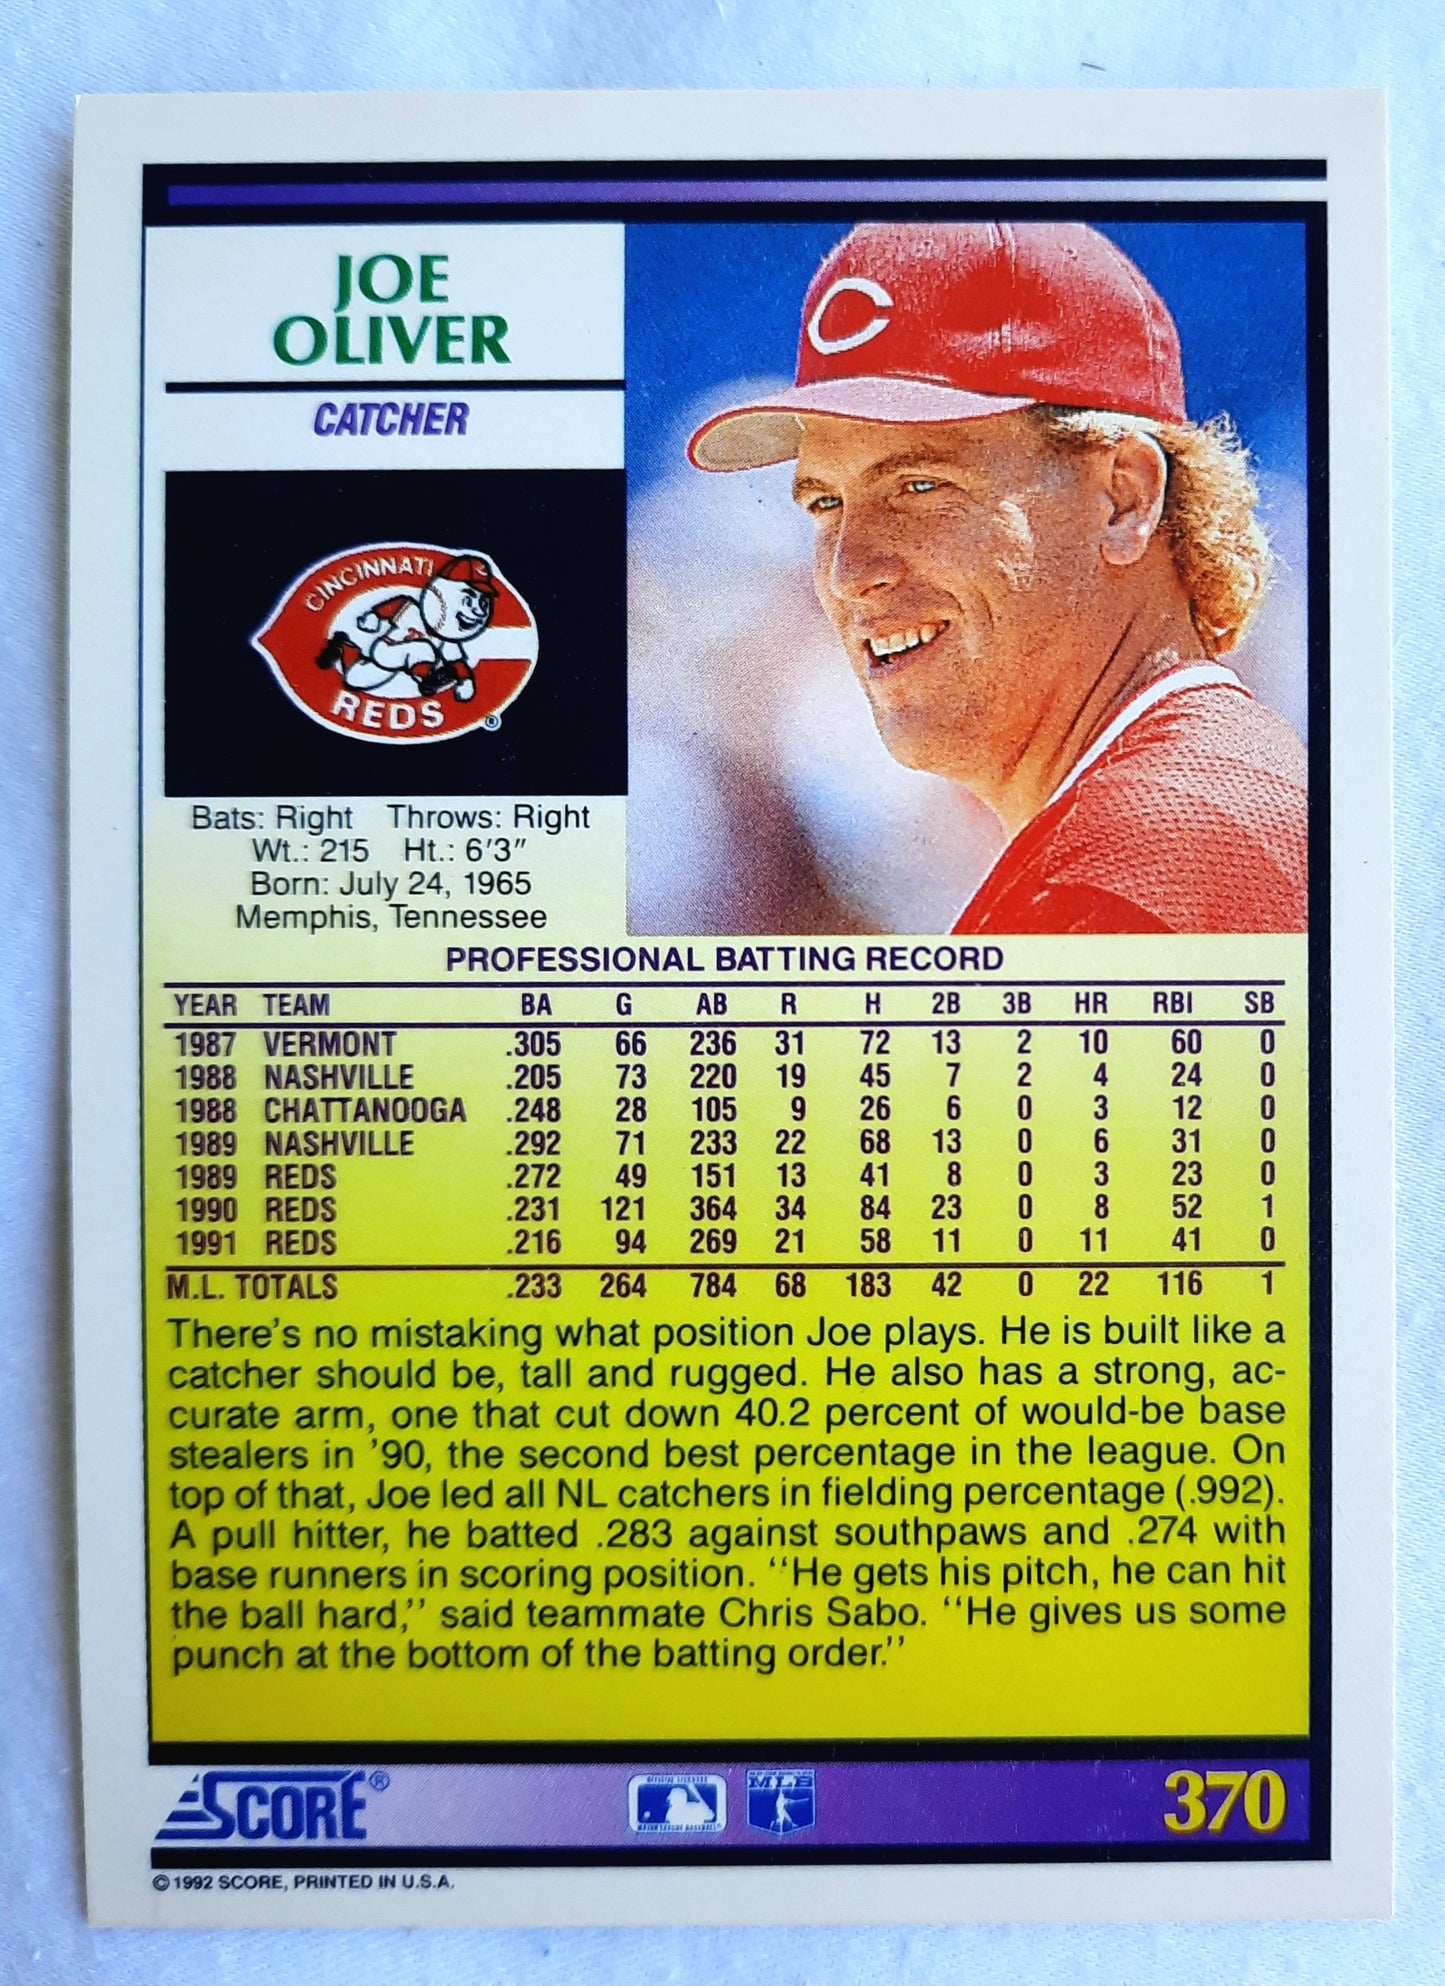 JOE
OLIVER
CATCHER
C
CINCINNATI
REDS ®
Bats: Right Throws: Right
Wt.: 215 Ht.: 6'3"
Born: July 24, 1965
Memphis, Tennessee
PROFESSIONAL BATTING RECORD
YEAR TEAM BA G AB R H 2B 3B HR RBI SB
1987 VERMONT .305 66 236 31 72 13 2 10 60 0
1988 NASHVILLE .205 73 220 19 45 7 2 4 24 0
1988 CHATTANOOGA .248 28 105 9 26 6 0 3 12 0
1989 NASHVILLE .292 71 233 22 68 13 0 6 31 0
1989 REDS .272 49 151 13 41 8 0 3 23 0
1990 REDS .231 121 364 34 84 23 0 8 52 1
1991 REDS .216 94 269 21 58 11 0 11 41 0
M.L. TOTALS .233 264 784 68 183 42 0 22 116 1
There's no mistaking what position Joe plays. He is built like a
catcher should be, tall and rugged. He also has a strong, ac-
curate arm, one that cut down 40.2 percent of would-be base
stealers in '90, the second best percentage in the league. On
top of that, Joe led all NL catchers in fielding percentage (.992).
A pull hitter, he batted .283 against southpaws and .274 with
base runners in scoring position. ''He gets his pitch, he can hit
the ball hard,'' said teammate Chris Sabo. ''He gives us some
punch at the bottom of the batting order.''
SCORE®
OFFICIAL LICENSEE
MAJOR LEAGUE BASEBALL
MLB
370
© 1992 SCORE, PRINTED IN U.S.A.